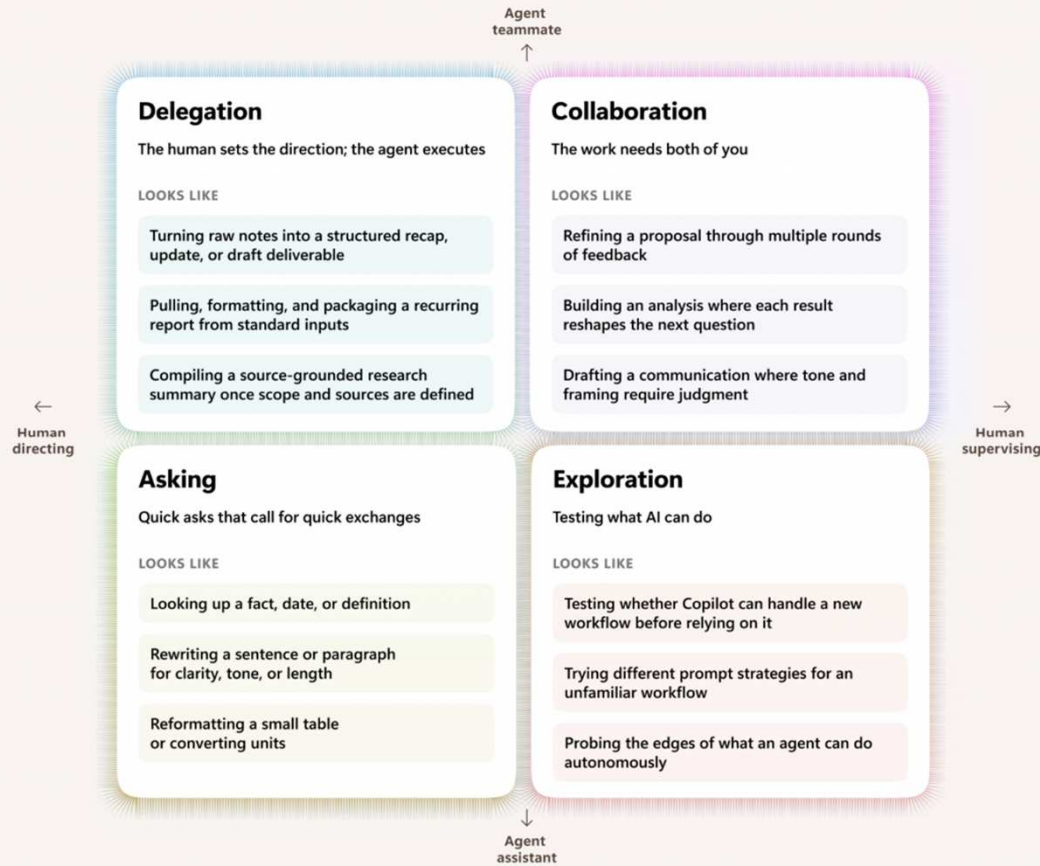 Agent
teammate
↑
Delegation
The human sets the direction; the agent executes
LOOKS LIKE
Turning raw notes into a structured recap,
update, or draft deliverable
Pulling, formatting, and packaging a recurring
report from standard inputs
Compiling a source-grounded research
summary once scope and sources are defined
Collaboration
The work needs both of you
LOOKS LIKE
Refining a proposal through multiple rounds
of feedback
Building an analysis where each result
reshapes the next question
Drafting a communication where tone and
framing require judgment
←
Human
directing
→
Human
supervising
Asking
Quick asks that call for quick exchanges
LOOKS LIKE
Looking up a fact, date, or definition
Rewriting a sentence or paragraph
for clarity, tone, or length
Reformatting a small table
or converting units
Exploration
Testing what AI can do
LOOKS LIKE
Testing whether Copilot can handle a new
workflow before relying on it
Trying different prompt strategies for an
unfamiliar workflow
Probing the edges of what an agent can do
autonomously
↓
Agent
assistant